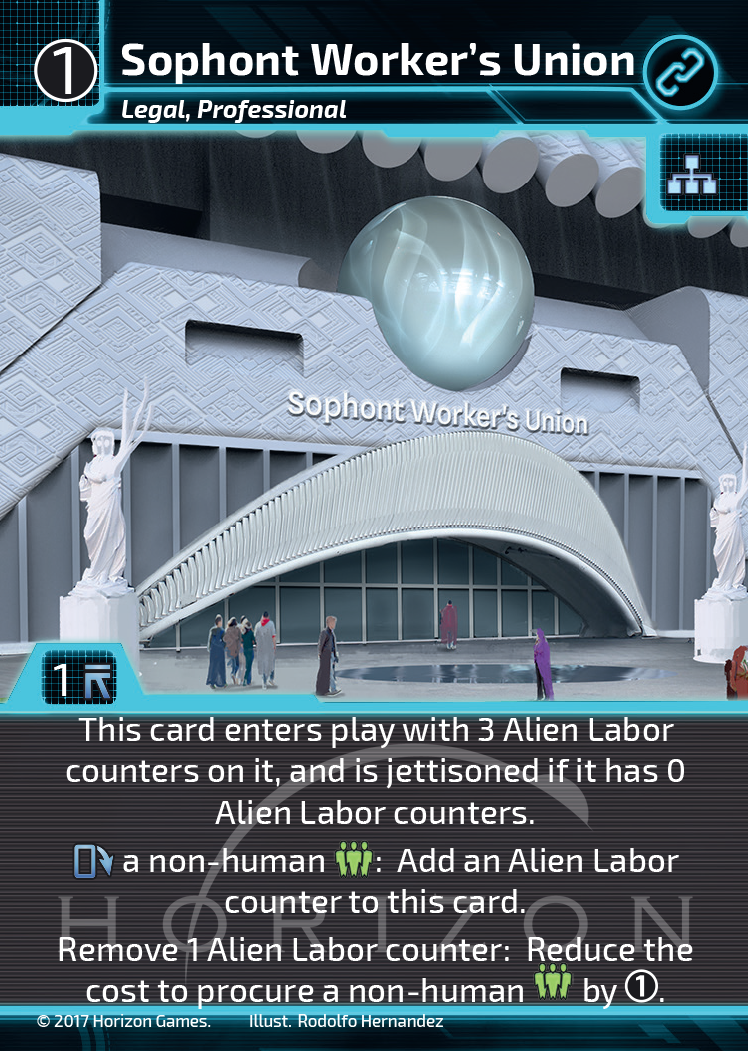 1
Sophont Worker's Union
Legal, Professional
Sophont Worker's Union
1
This card enters play with 3 Alien Labor
counters on it, and is jettisoned if it has 0
Alien Labor counters.
a non-human : Add an Alien Labor
counter to this card.
HORIZON
Remove 1 Alien Labor counter: Reduce the
cost to procure a non-human by 1.
© 2017 Horizon Games. Illust. Rodolfo Hernandez